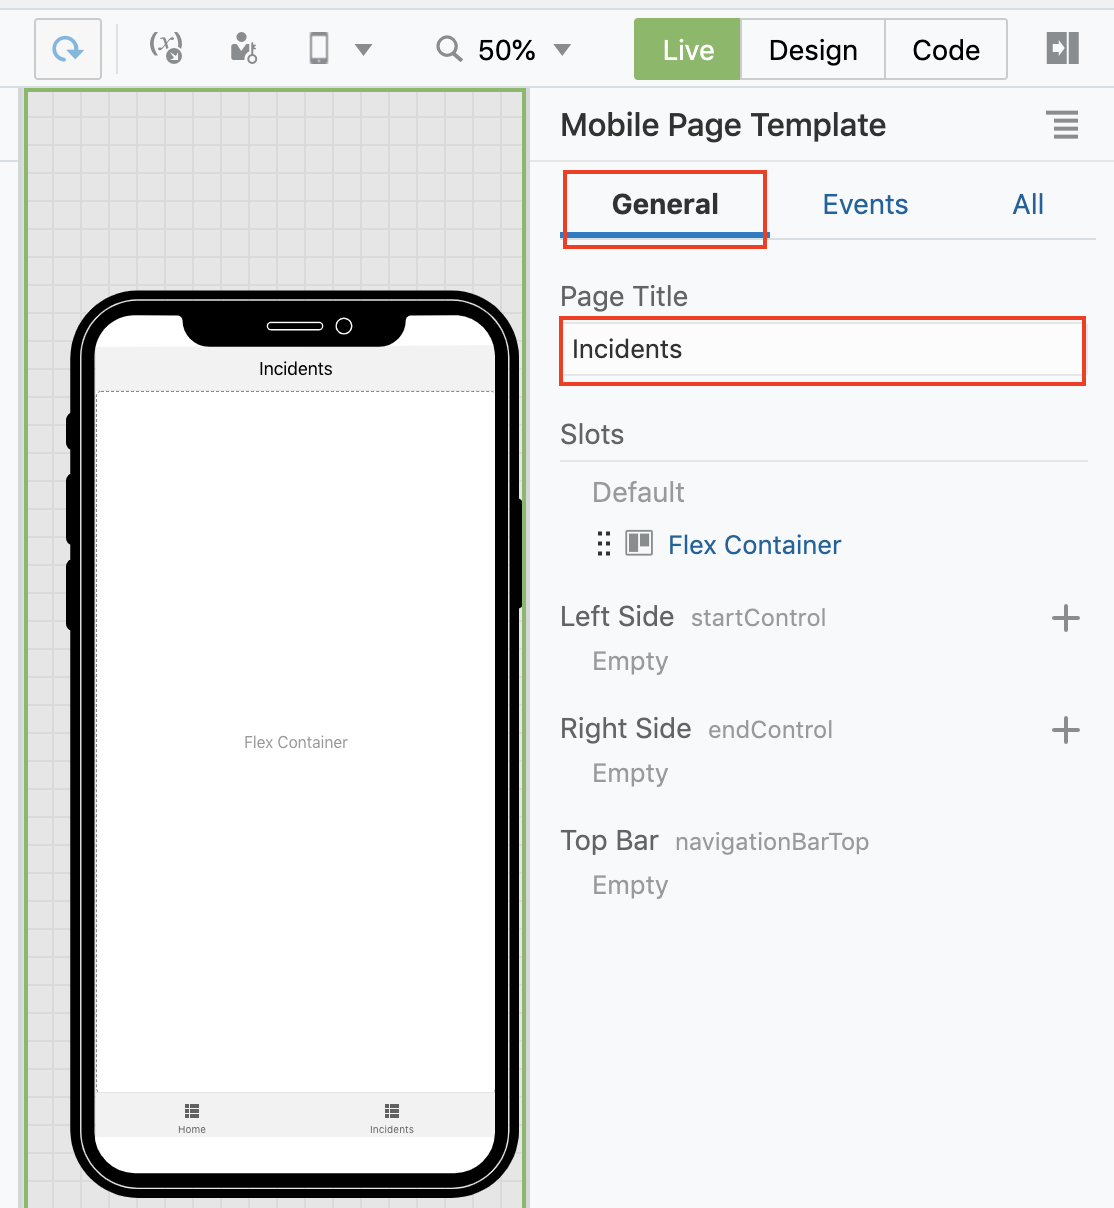 (x)
50%
Live
Design
Code
Mobile Page Template
General
Events
All
Page Title
Incidents
Slots
Default
Flex Container
Left Side startControl
Empty
Right Side endControl
Empty
Top Bar navigationBarTop
Empty
Incidents
Flex Container
Home
Incidents